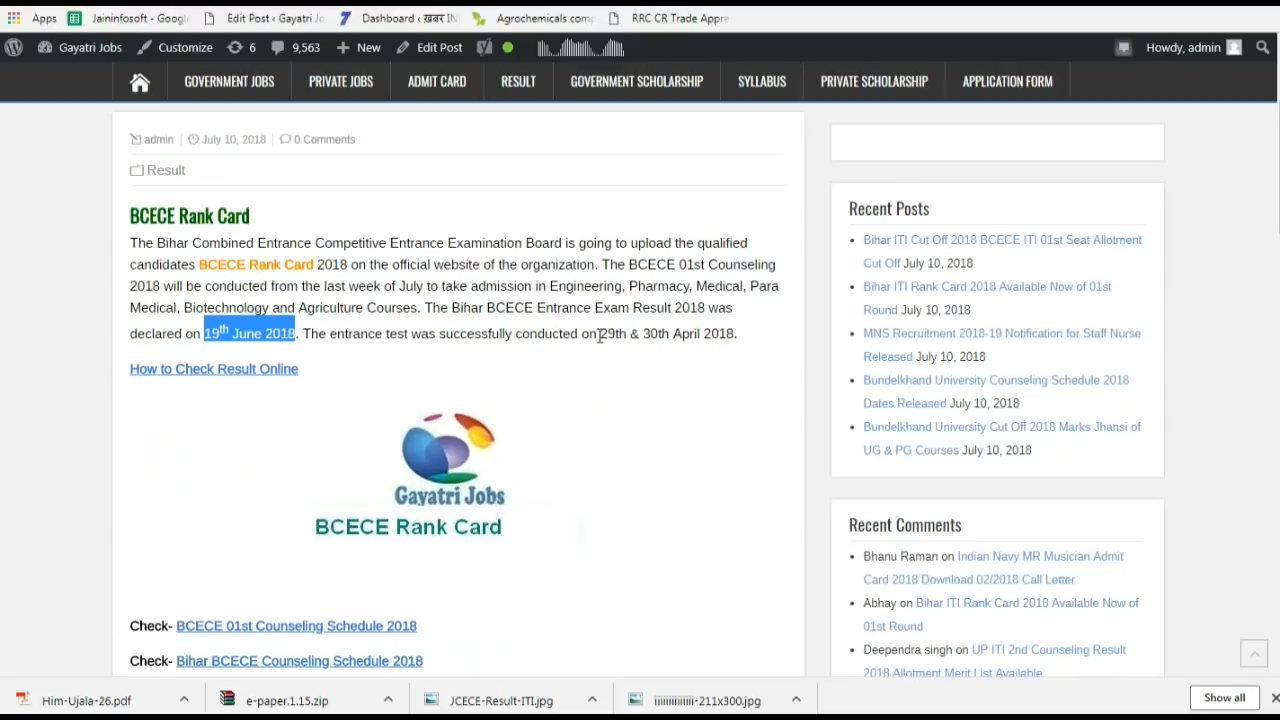 Apps Jaininfosoft - Google Edit Post ‹ Gayatri Jo Dashboard ‹ ख़बर IN Agrochemicals com RRC CR Trade Appre
Gayatri Jobs Customize 6 9,563 New Edit Post Howdy, admin
GOVERNMENT JOBS PRIVATE JOBS ADMIT CARD RESULT GOVERNMENT SCHOLARSHIP SYLLABUS PRIVATE SCHOLARSHIP APPLICATION FORM
admin July 10, 2018 0 Comments
Result
BCECE Rank Card
The Bihar Combined Entrance Competitive Entrance Examination Board is going to upload the qualified
candidates BCECE Rank Card 2018 on the official website of the organization. The BCECE 01st Counseling
2018 will be conducted from the last week of July to take admission in Engineering, Pharmacy, Medical, Para
Medical, Biotechnology and Agriculture Courses. The Bihar BCECE Entrance Exam Result 2018 was
declared on 19th June 2018. The entrance test was successfully conducted on 29th & 30th April 2018.
How to Check Result Online
Gayatri Jobs
BCECE Rank Card
Check- BCECE 01st Counseling Schedule 2018
Check- Bihar BCECE Counseling Schedule 2018
Recent Posts
Bihar ITI Cut Off 2018 BCECE ITI 01st Seat Allotment
Cut Off July 10, 2018
Bihar ITI Rank Card 2018 Available Now of 01st
Round July 10, 2018
MNS Recruitment 2018-19 Notification for Staff Nurse
Released July 10, 2018
Bundelkhand University Counseling Schedule 2018
Dates Released July 10, 2018
Bundelkhand University Cut Off 2018 Marks Jhansi of
UG & PG Courses July 10, 2018
Recent Comments
Bhanu Raman on Indian Navy MR Musician Admit
Card 2018 Download 02/2018 Call Letter
Abhay on Bihar ITI Rank Card 2018 Available Now of
01st Round
Deependra singh on UP ITI 2nd Counseling Result
2018 Allotment Merit List Available
Him-Ujala-26.pdf e-paper.1.15.zip JCECE-Result-ITI.jpg iiiiiiiiiiiiii-211x300.jpg Show all